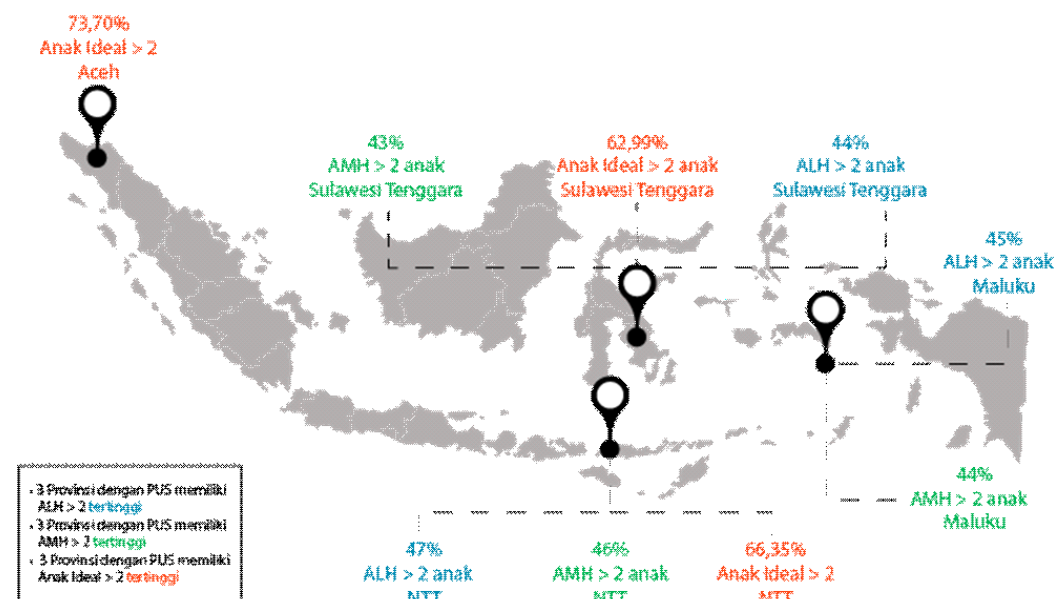 73,70%
Anak Ideal > 2
Aceh
43%
AMH > 2 anak
Sulawesi Tenggara
62,99%
Anak Ideal > 2 anak
Sulawesi Tenggara
44%
ALH > 2 anak
Sulawesi Tenggara
45%
ALH > 2 anak
Maluku
44%
AMH > 2 anak
Maluku
- 3 Provinsi dengan PUS memiliki
ALH > 2 tertinggi
- 3 Provinsi dengan PUS memiliki
AMH > 2 tertinggi
- 3 Provinsi dengan PUS memiliki
Anak Ideal > 2 tertinggi
47%
ALH > 2 anak
NTT
46%
AMH > 2 anak
NTT
66,35%
Anak Ideal > 2
NTT